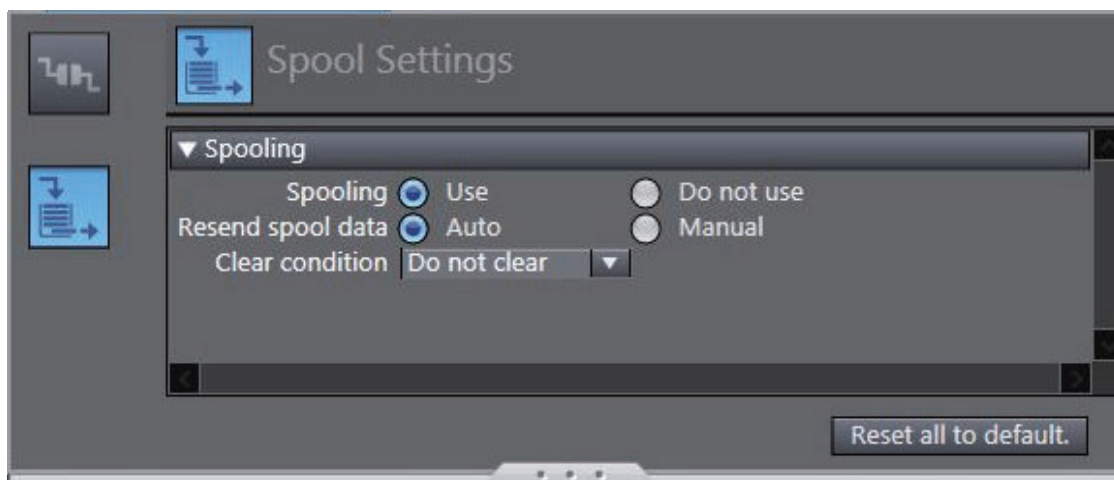 Spool Settings
Spooling
Spooling Use Do not use
Resend spool data Auto Manual
Clear condition Do not clear
Reset all to default.